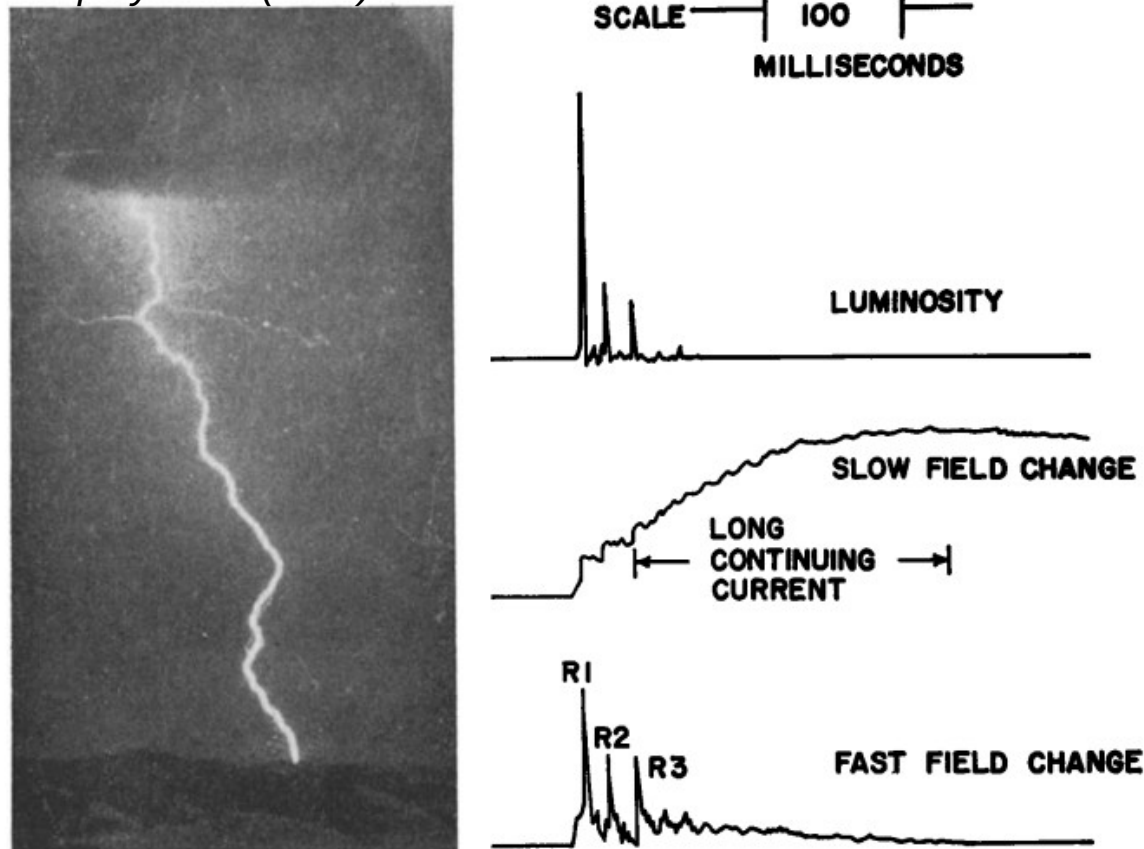 SCALE 100
MILLISECONDS
LUMINOSITY
SLOW FIELD CHANGE
LONG
CONTINUING
CURRENT
R1
R2
R3
FAST FIELD CHANGE